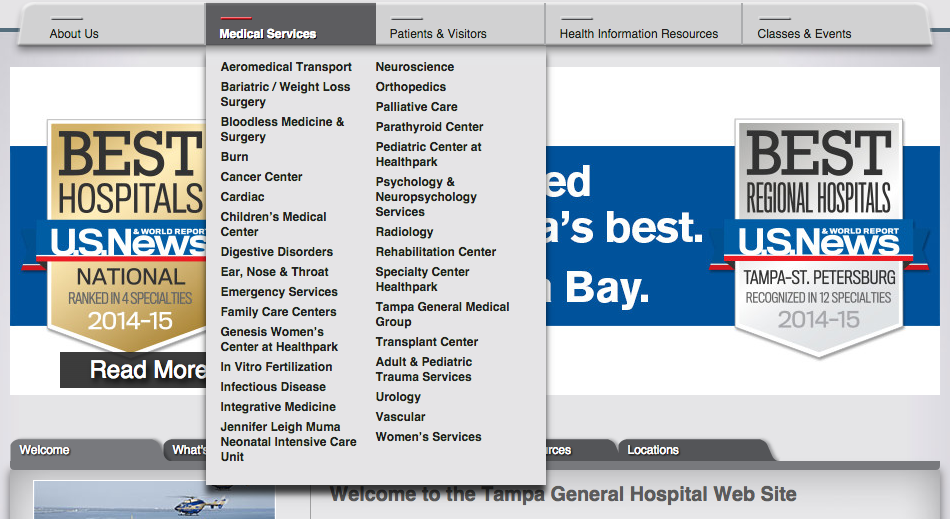 About Us
Medical Services
Patients & Visitors
Health Information Resources
Classes & Events
Aeromedical Transport
Bariatric / Weight Loss
Surgery
Bloodless Medicine &
Surgery
Burn
Cancer Center
Cardiac
Children's Medical
Center
Digestive Disorders
Ear, Nose & Throat
Emergency Services
Family Care Centers
Genesis Women's
Center at Healthpark
In Vitro Fertilization
Infectious Disease
Integrative Medicine
Jennifer Leigh Muma
Neonatal Intensive Care
Unit
Neuroscience
Orthopedics
Palliative Care
Parathyroid Center
Pediatric Center at
Healthpark
Psychology &
Neuropsychology
Services
Radiology
Rehabilitation Center
Specialty Center
Healthpark
Tampa General Medical
Group
Transplant Center
Adult & Pediatric
Trauma Services
Urology
Vascular
Women's Services
BEST
HOSPITALS
U.S.News
& WORLD REPORT
NATIONAL
RANKED IN 4 SPECIALTIES
2014-15
Read More
ed
a's best.
Bay.
BEST
REGIONAL HOSPITALS
U.S.News
& WORLD REPORT
TAMPA-ST. PETERSBURG
RECOGNIZED IN 12 SPECIALTIES
2014-15
Welcome
What's
rces
Locations
Welcome to the Tampa General Hospital Web Site